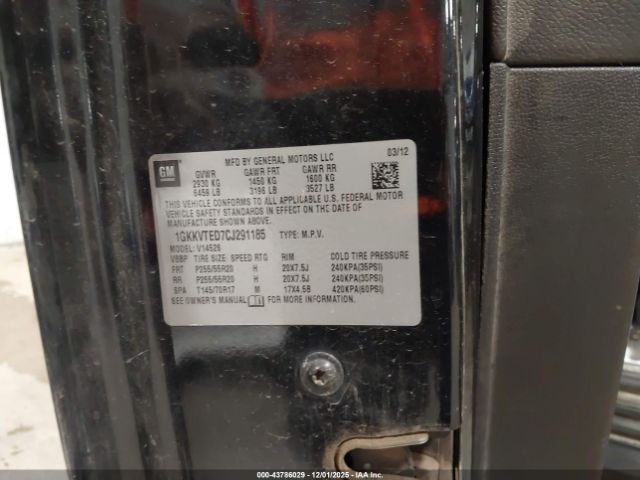 GM
MFD BY GENERAL MOTORS LLC 03/12
GVWR GAWR FRT GAWR RR
2930 KG 1450 KG 1600 KG
6459 LB 3196 LB 3527 LB
THIS VEHICLE CONFORMS TO ALL APPLICABLE U.S. FEDERAL MOTOR
VEHICLE SAFETY STANDARDS IN EFFECT ON THE DATE OF
MANUFACTURE SHOWN ABOVE.
1GKKVTED7CJ291185 TYPE: M.P.V.
MODEL: V14526
VBBP TIRE SIZE SPEED RTG RIM COLD TIRE PRESSURE
FRT P255/55R20 H 20X7.5J 240KPA(35PSI)
RR P255/55R20 H 20X7.5J 240KPA(35PSI)
SPA T145/70R17 M 17X4.5B 420KPA(60PSI)
SEE OWNER'S MANUAL FOR MORE INFORMATION
000-43786029 - 12/01/2025 - IAAI.com